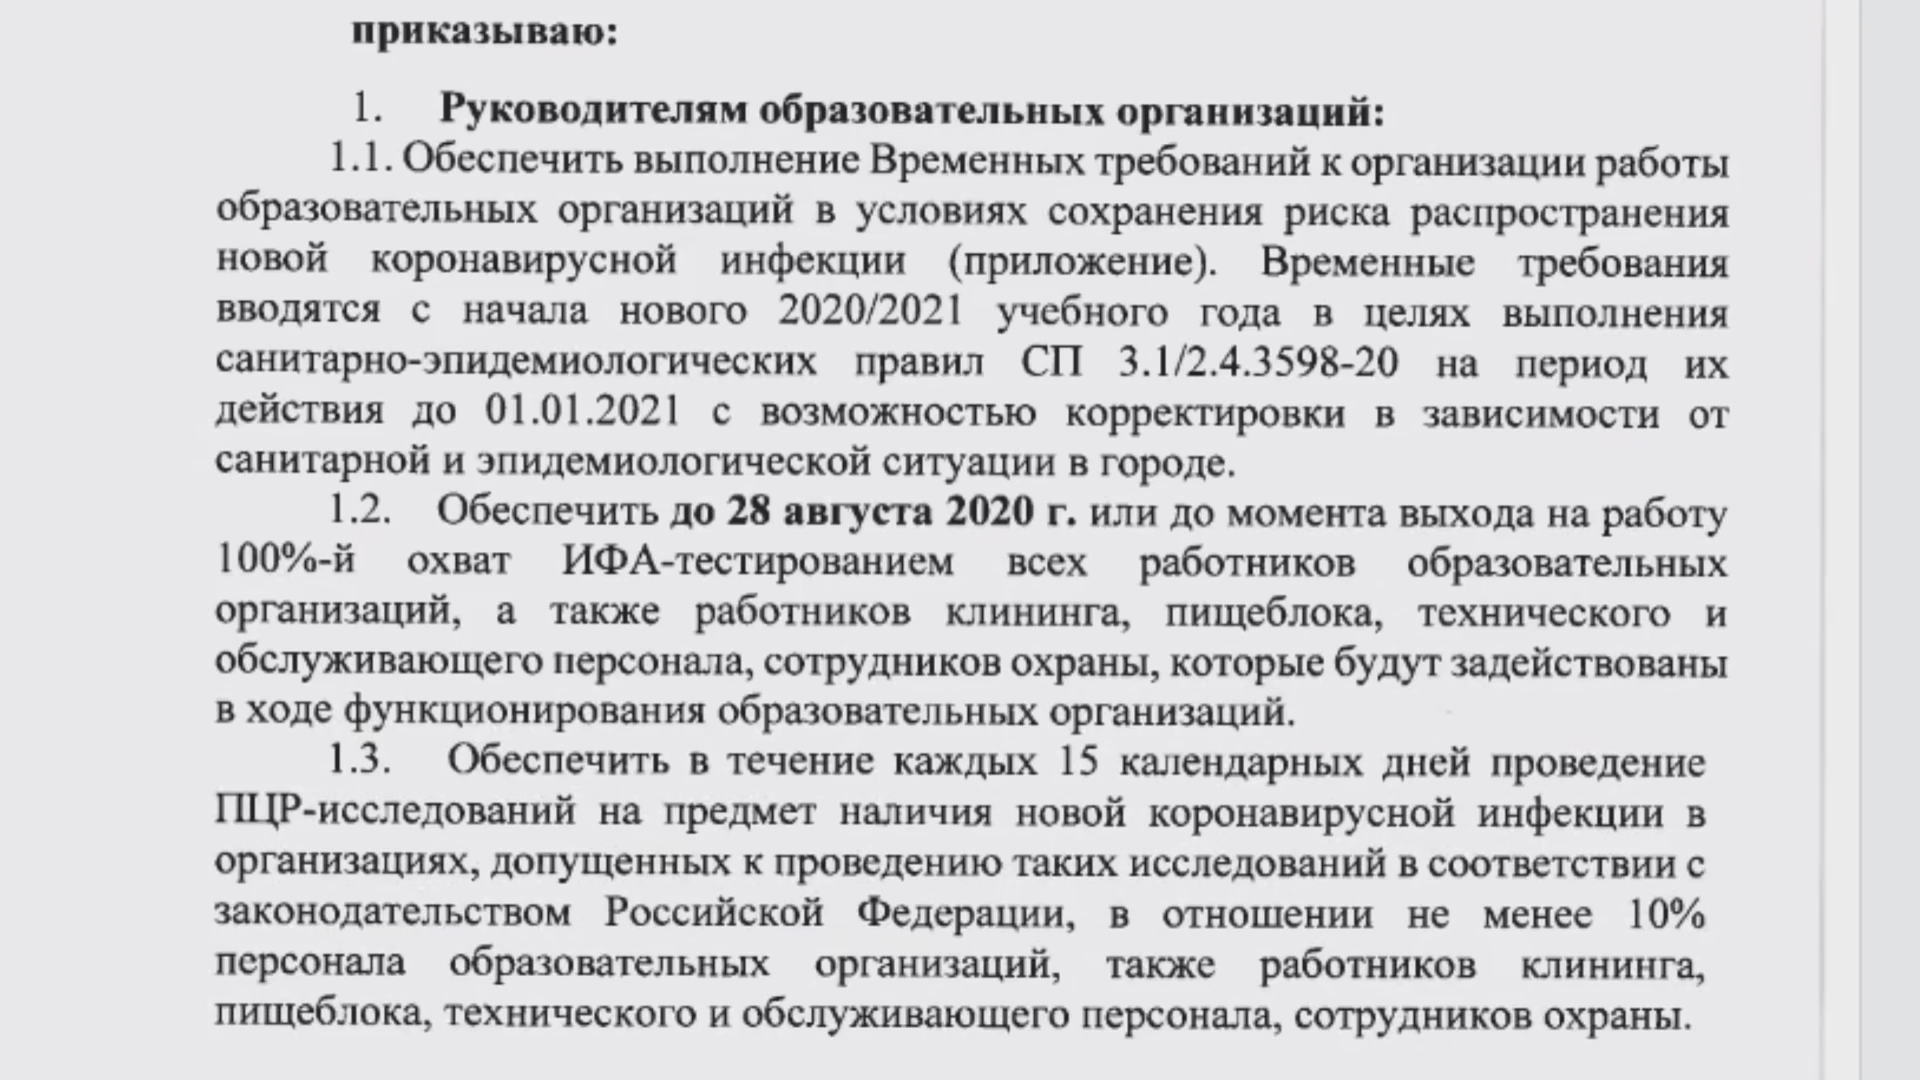 приказываю:
1. Руководителям образовательных организаций:
1.1. Обеспечить выполнение Временных требований к организации работы
образовательных организаций в условиях сохранения риска распространения
новой коронавирусной инфекции (приложение). Временные требования
вводятся с начала нового 2020/2021 учебного года в целях выполнения
санитарно-эпидемиологических правил СП 3.1/2.4.3598-20 на период их
действия до 01.01.2021 с возможностью корректировки в зависимости от
санитарной и эпидемиологической ситуации в городе.
1.2. Обеспечить до 28 августа 2020 г. или до момента выхода на работу
100%-й охват ИФА-тестированием всех работников образовательных
организаций, а также работников клининга, пищеблока, технического и
обслуживающего персонала, сотрудников охраны, которые будут задействованы
в ходе функционирования образовательных организаций.
1.3. Обеспечить в течение каждых 15 календарных дней проведение
ПЦР-исследований на предмет наличия новой коронавирусной инфекции в
организациях, допущенных к проведению таких исследований в соответствии с
законодательством Российской Федерации, в отношении не менее 10%
персонала образовательных организаций, также работников клининга,
пищеблока, технического и обслуживающего персонала, сотрудников охраны.